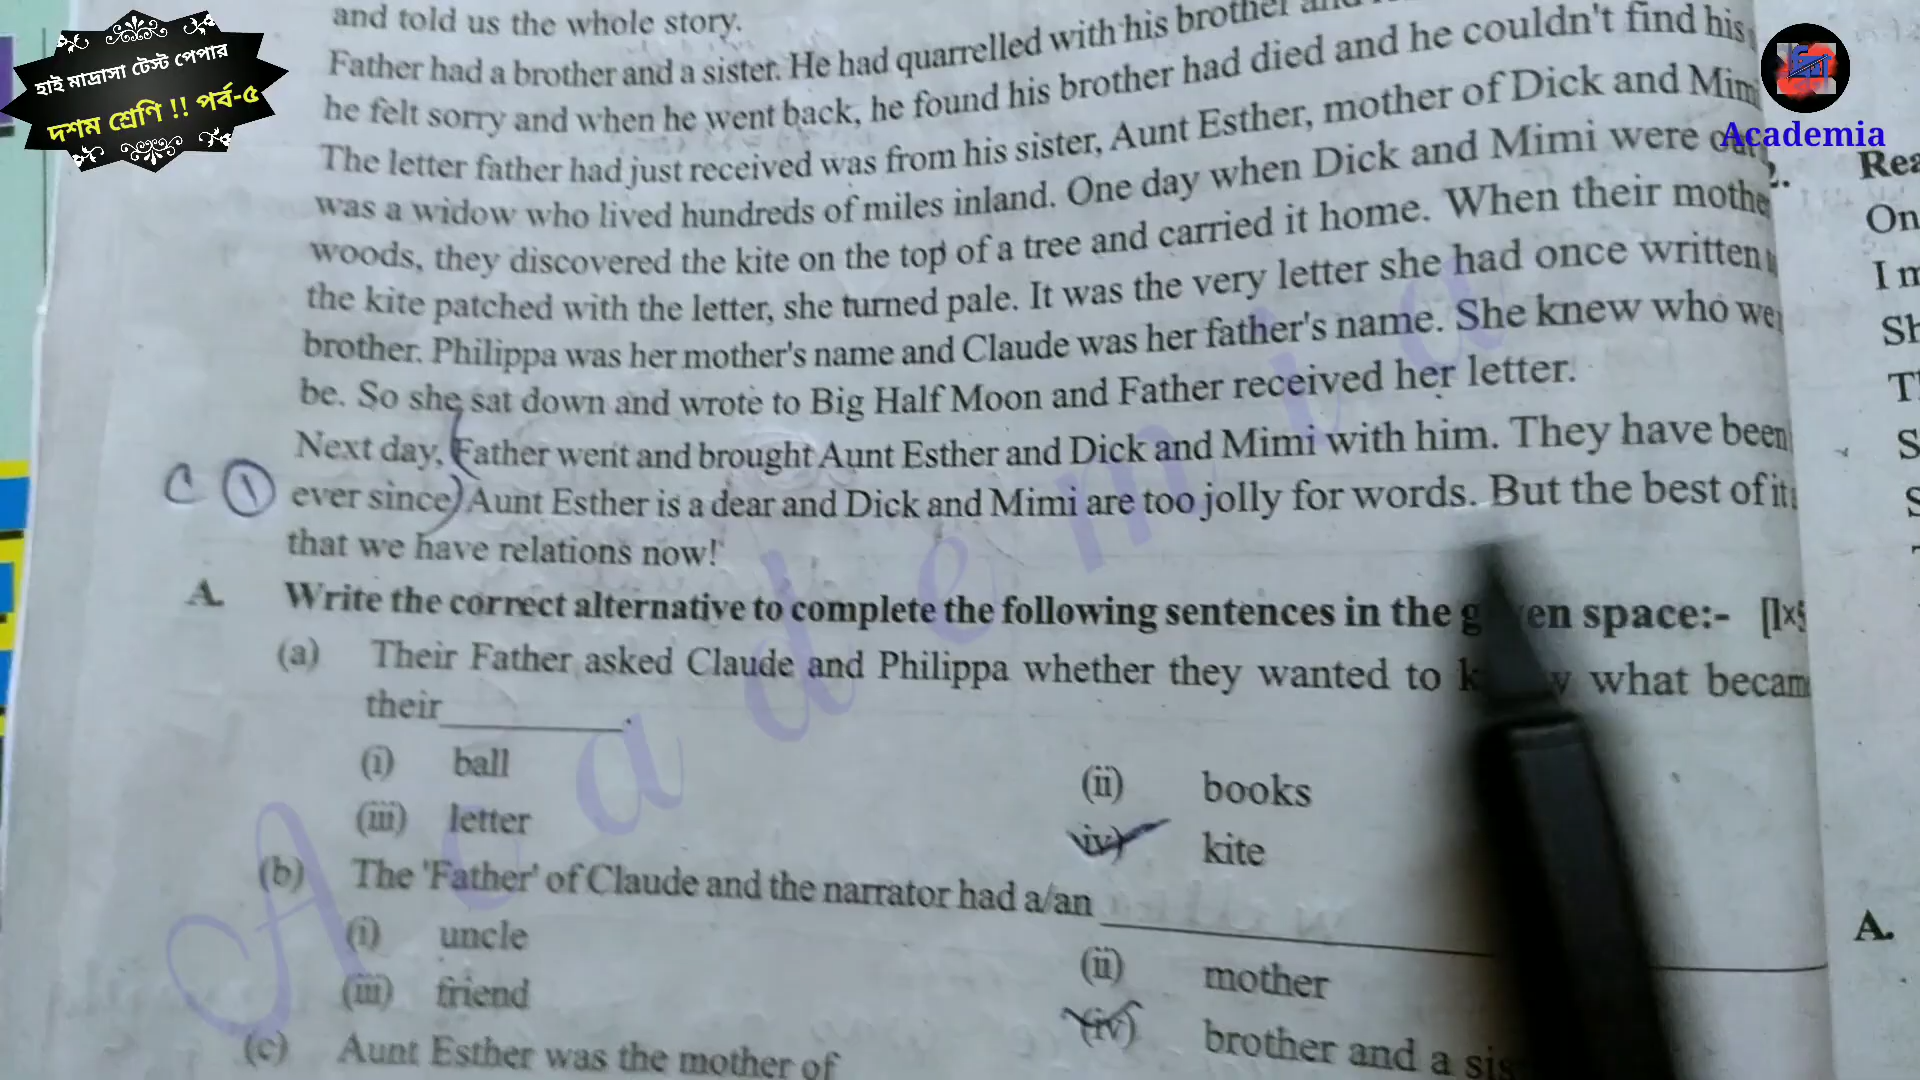 and told us the whole story.
Father had a brother and a sister. He had quarrelled with his brother and
he felt sorry and when he went back, he found his brother had died and he couldn't find his
The letter father had just received was from his sister, Aunt Esther, mother of Dick and Mim
was a widow who lived hundreds of miles inland. One day when Dick and Mimi were
woods, they discovered the kite on the top of a tree and carried it home. When their mothe
the kite patched with the letter, she turned pale. It was the very letter she had once written
brother. Philippa was her mother's name and Claude was her father's name. She knew who we
be. So she sat down and wrote to Big Half Moon and Father received her letter.
Next day, Father went and brought Aunt Esther and Dick and Mimi with him. They have been
C 1 ever since) Aunt Esther is a dear and Dick and Mimi are too jolly for words. But the best of it
that we have relations now!
A. Write the correct alternative to complete the following sentences in the g en space:- [1×5
(a) Their Father asked Claude and Philippa whether they wanted to k w what becam
their________.
(i) ball
(ii) books
(iii) letter
(iv) kite
(b) The 'Father' of Claude and the narrator had a/an ________
(i) uncle
(ii) mother
(iii) friend
(iv) brother and a sis
(c) Aunt Esther was the mother of
2. Rea
On
I m
Sh
T
S
S
A.
হাই মাদ্রাসা টেস্ট পেপার
দশম শ্রেণি !! পর্ব-৫
Academia
Academia